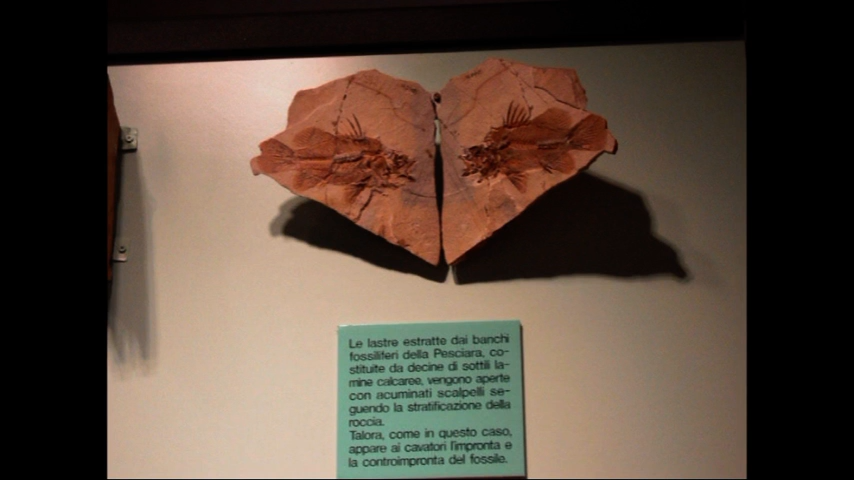 Le lastre estratte dai banchi
fossiliferi della Pesciara, co-
stituite da decine di sottili la-
mine calcaree, vengono aperte
con acuminati scalpelli se-
guendo la stratificazione della
roccia.
Talora, come in questo caso,
appare ai cavatori l'impronta e
la controimpronta del fossile.